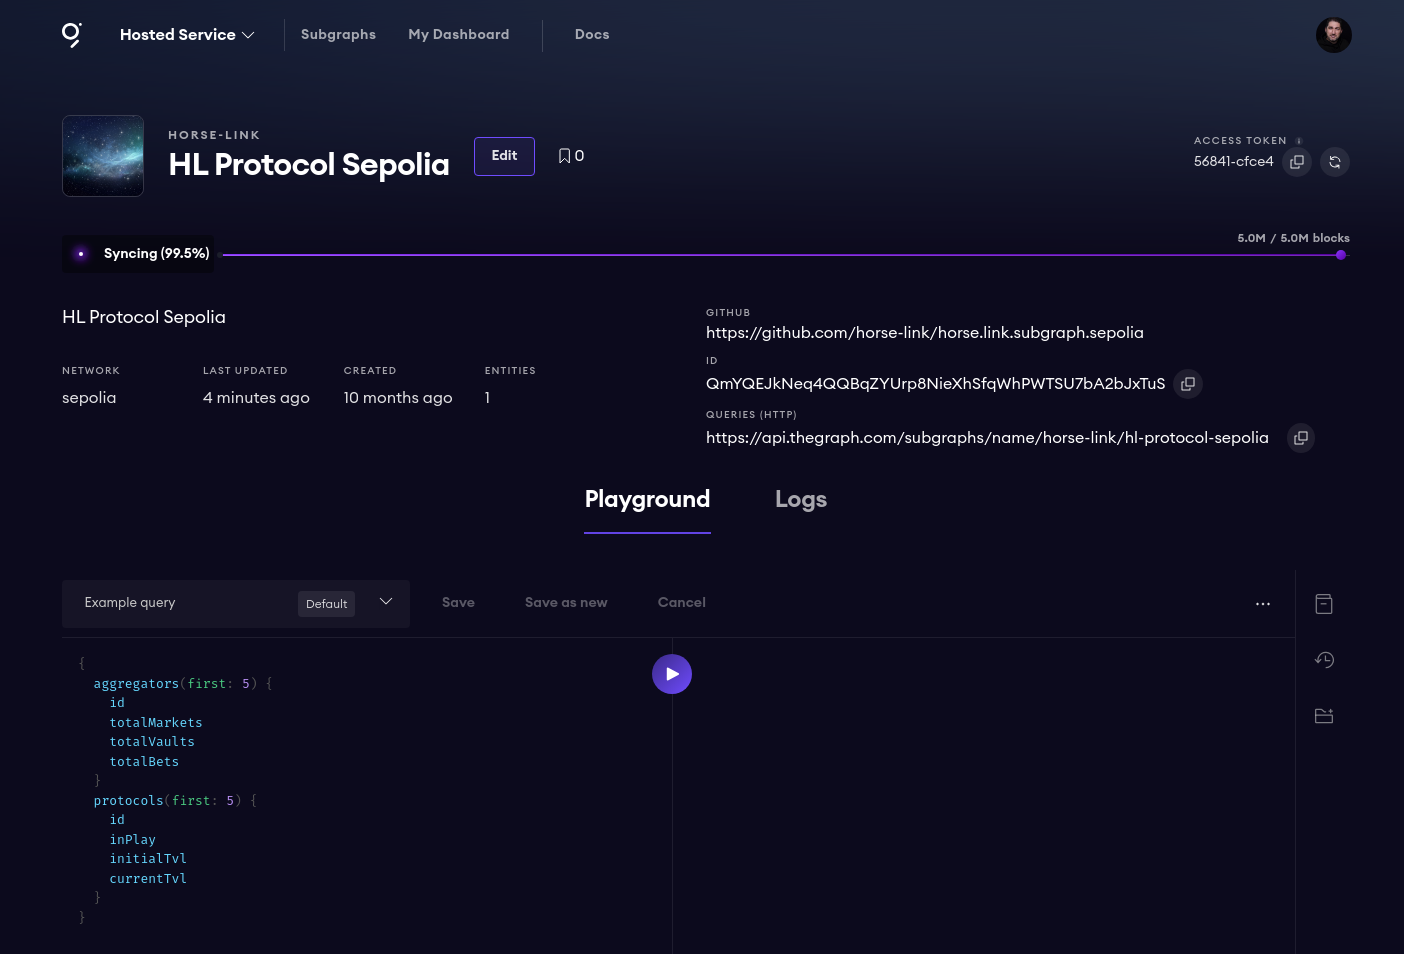 Hosted Service
Subgraphs
My Dashboard
Docs
HORSE-LINK
HL Protocol Sepolia
Edit
0
ACCESS TOKEN
56841-cfce4
Syncing (99.5%)
5.0M / 5.0M blocks
HL Protocol Sepolia
NETWORK
sepolia
LAST UPDATED
4 minutes ago
CREATED
10 months ago
ENTITIES
1
GITHUB
https://github.com/horse-link/horse.link.subgraph.sepolia
ID
QmYQEJkNeq4QQBqZYUrp8NieXhSfqWhPWTSU7bA2bJxTuS
QUERIES (HTTP)
https://api.thegraph.com/subgraphs/name/horse-link/hl-protocol-sepolia
Playground
Logs
Example query
Default
Save
Save as new
Cancel
{
  aggregators(first: 5) {
    id
    totalMarkets
    totalVaults
    totalBets
  }
  protocols(first: 5) {
    id
    inPlay
    initialTvl
    currentTvl
  }
}